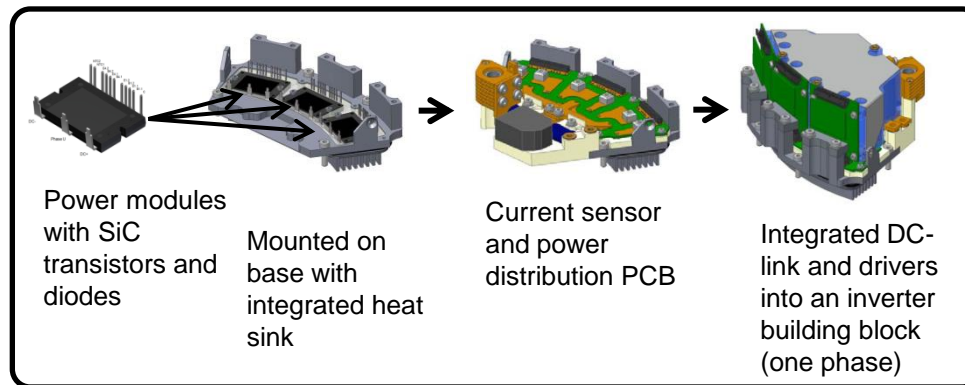 Power modules
with SiC
transistors and
diodes
Mounted on
base with
integrated heat
sink
Current sensor
and power
distribution PCB
Integrated DC-
link and drivers
into an inverter
building block
(one phase)